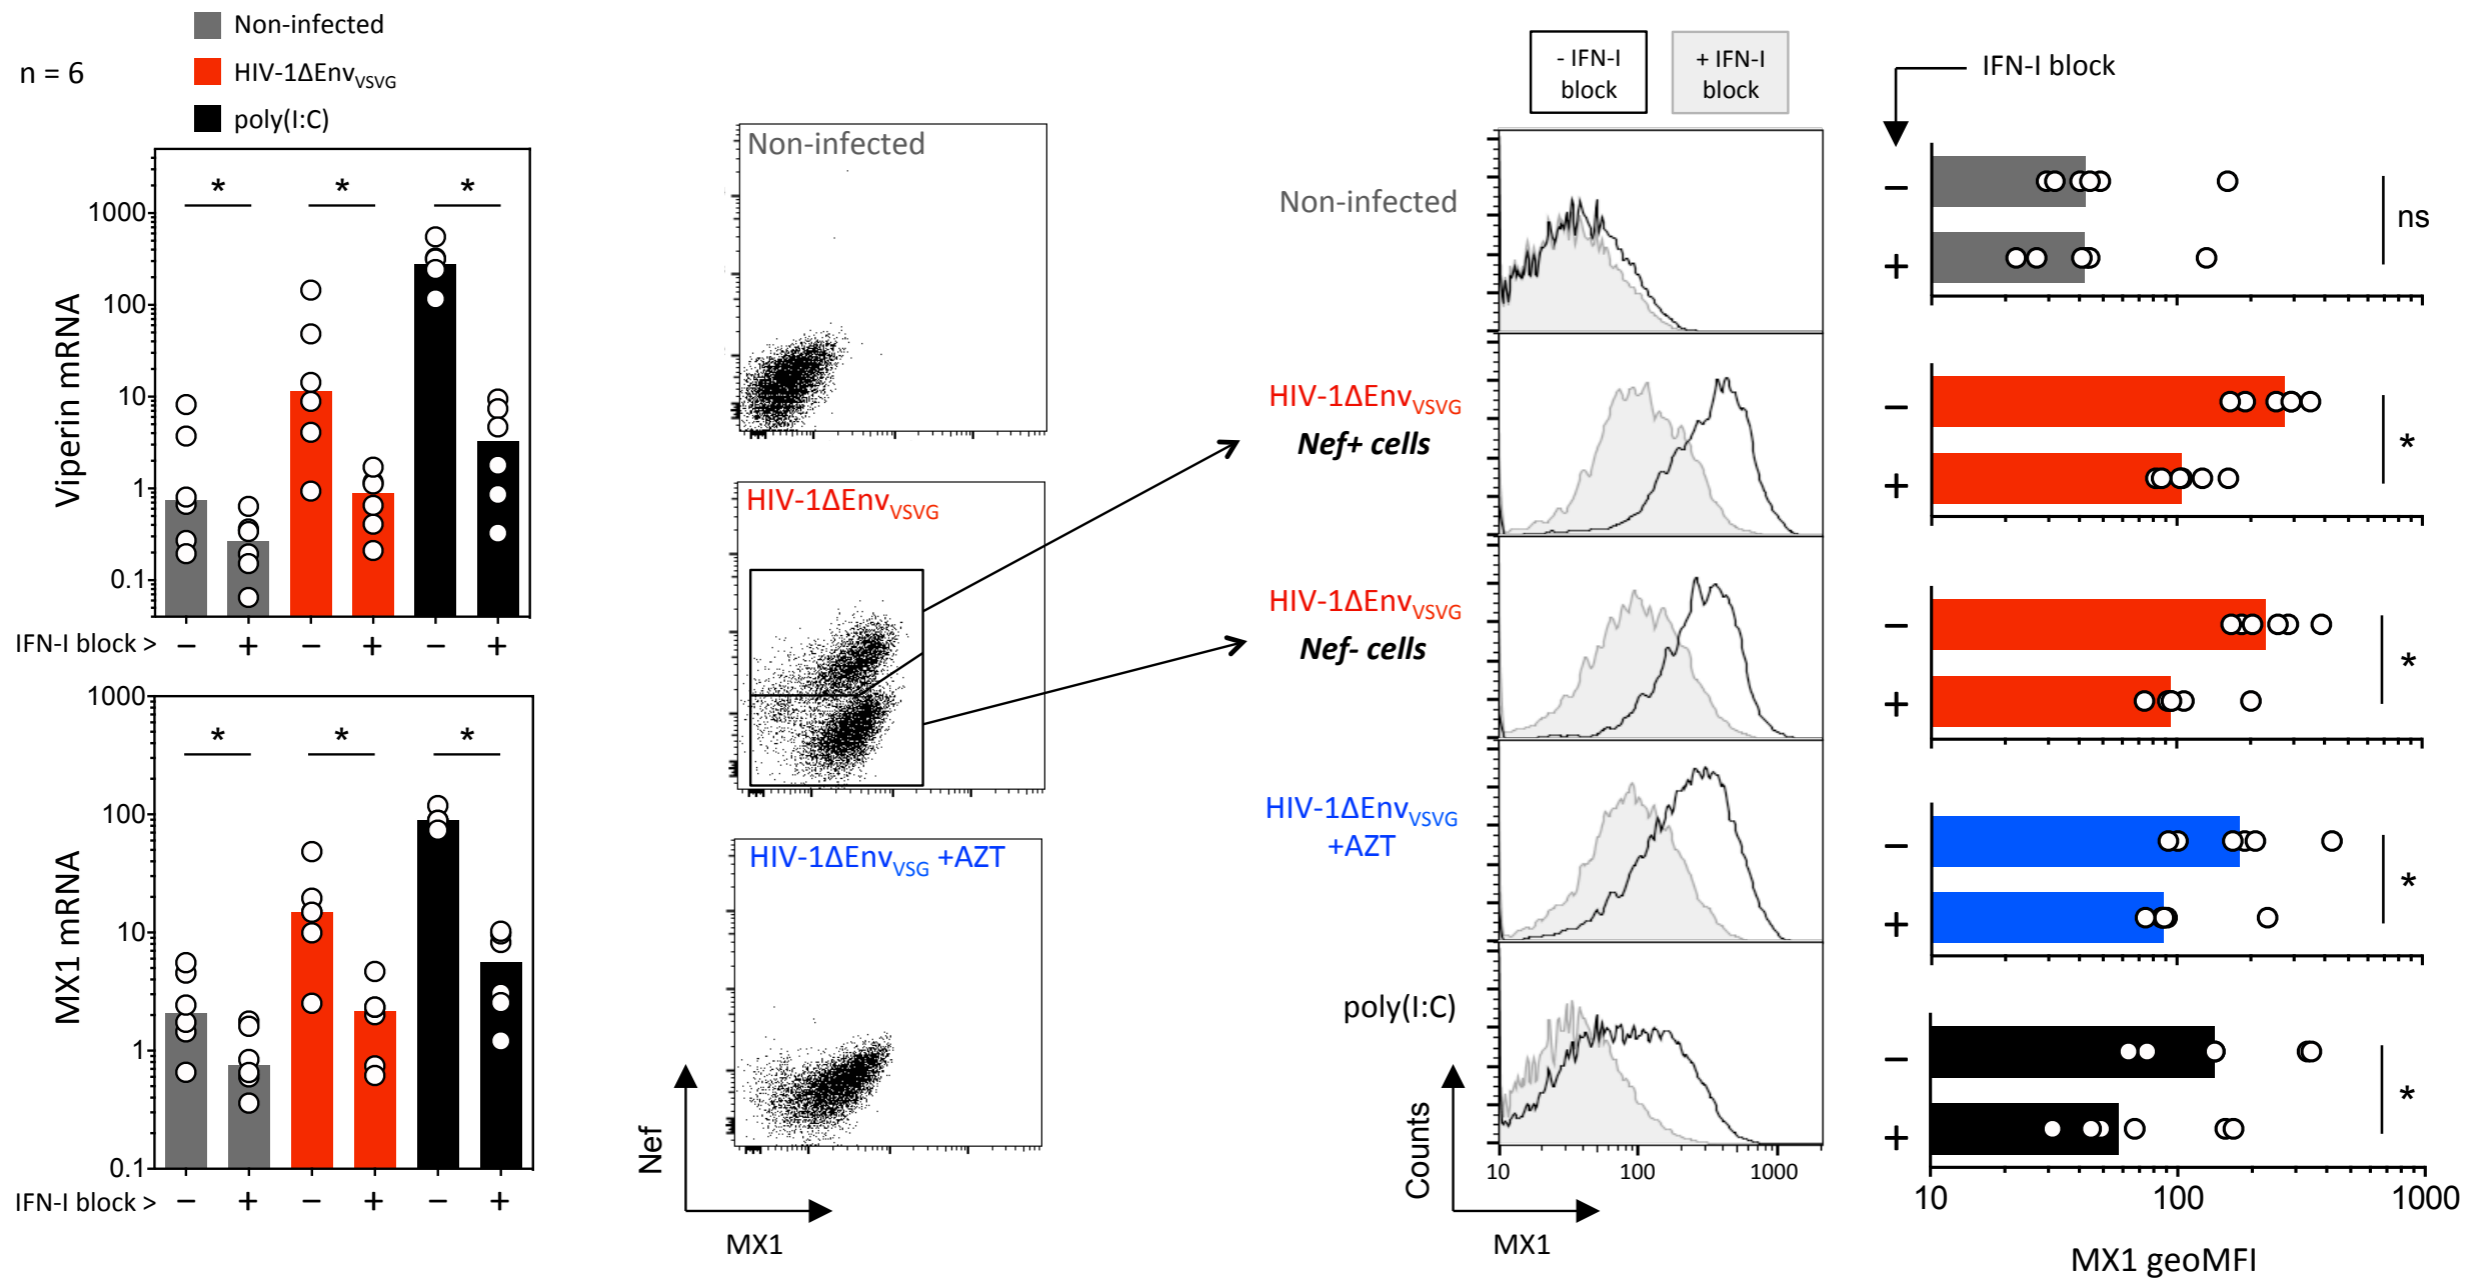 n = 6
Non-infected
HIV-1ΔEnvVSVG
poly(I:C)
Viperin mRNA
1000
100
10
1
0.1
* * *
IFN-I block > − + − + − +
MX1 mRNA
1000
100
10
1
0.1
* * *
IFN-I block > − + − + − +
Non-infected
HIV-1ΔEnvVSVG
HIV-1ΔEnvVSG +AZT
Nef
MX1
- IFN-I
block
+ IFN-I
block
Non-infected
HIV-1ΔEnvVSVG
Nef+ cells
HIV-1ΔEnvVSVG
Nef- cells
HIV-1ΔEnvVSVG
+AZT
poly(I:C)
Counts
10 100 1000
MX1
IFN-I block
−
+
ns
−
+
*
−
+
*
−
+
*
−
+
*
10 100 1000
MX1 geoMFI